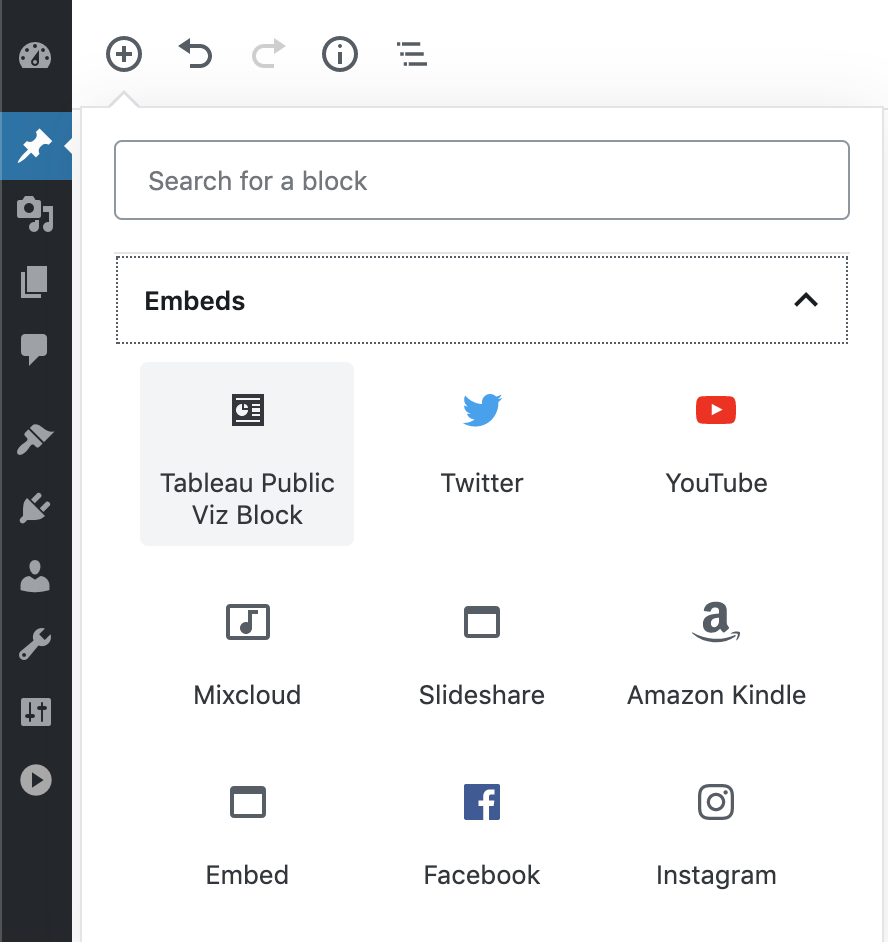 Search for a block
Embeds
Tableau Public
Viz Block
Twitter
YouTube
Mixcloud
Slideshare
Amazon Kindle
Embed
Facebook
Instagram